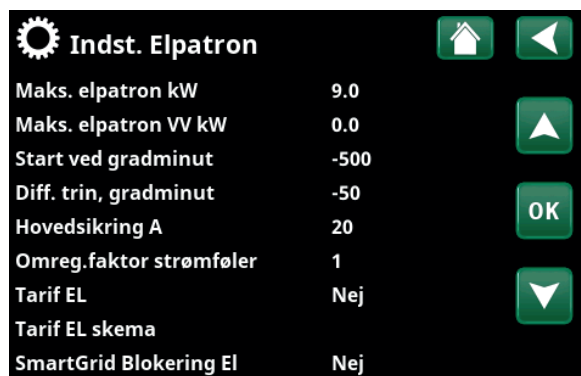 Indst. Elpatron
Maks. elpatron kW 9.0
Maks. elpatron VV kW 0.0
Start ved gradminut -500
Diff. trin, gradminut -50
OK
Hovedsikring A 20
Omreg.faktor strømføler 1
Tarif EL Nej
Tarif EL skema
SmartGrid Blokering El Nej